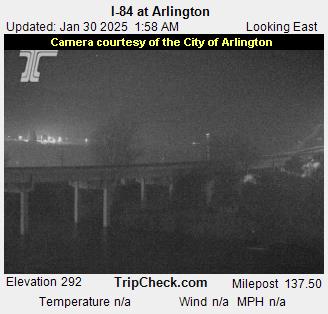 I-84 at Arlington
Updated: Jan 30 2025 1:58 AM Looking East
Camera courtesy of the City of Arlington
Elevation 292 TripCheck.com Milepost 137.50
Temperature n/a Wind n/a MPH n/a